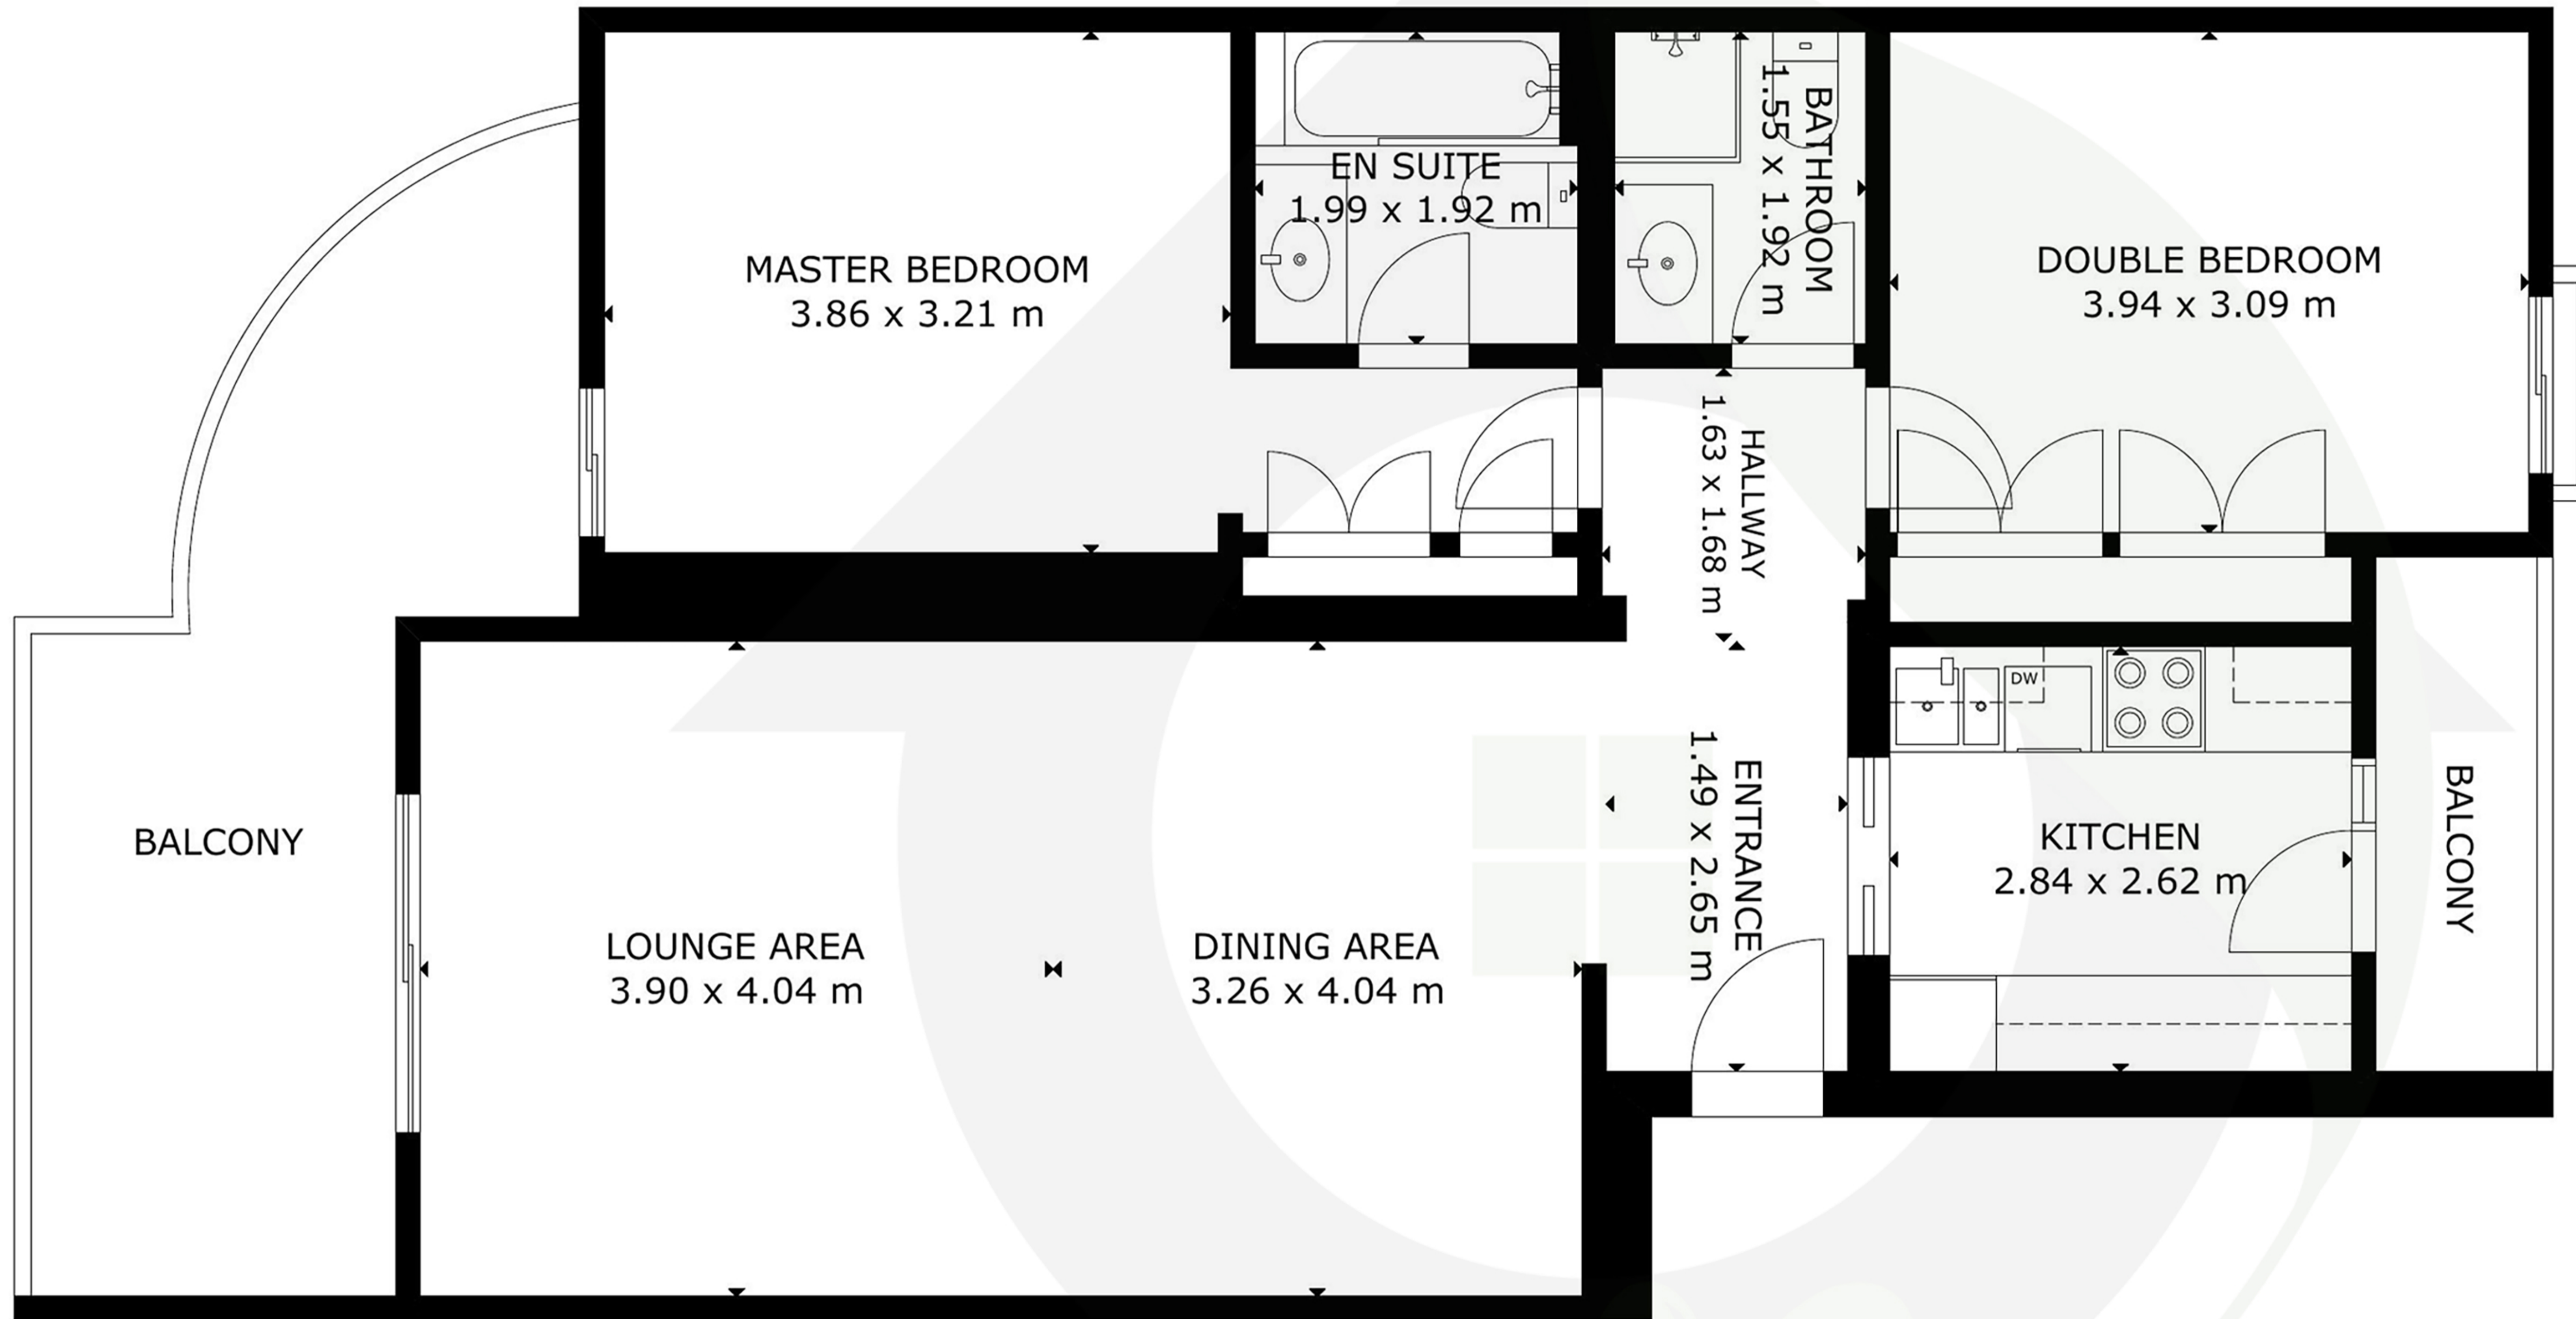 EN SUITE
1.99 x 1.92 m
BATHROOM
1.55 x 1.92 m
MASTER BEDROOM
3.86 x 3.21 m
DOUBLE BEDROOM
3.94 x 3.09 m
HALLWAY
1.63 x 1.68 m
DW
BALCONY
LOUNGE AREA
3.90 x 4.04 m
DINING AREA
3.26 x 4.04 m
ENTRANCE
1.49 x 2.65 m
KITCHEN
2.84 x 2.62 m
BALCONY